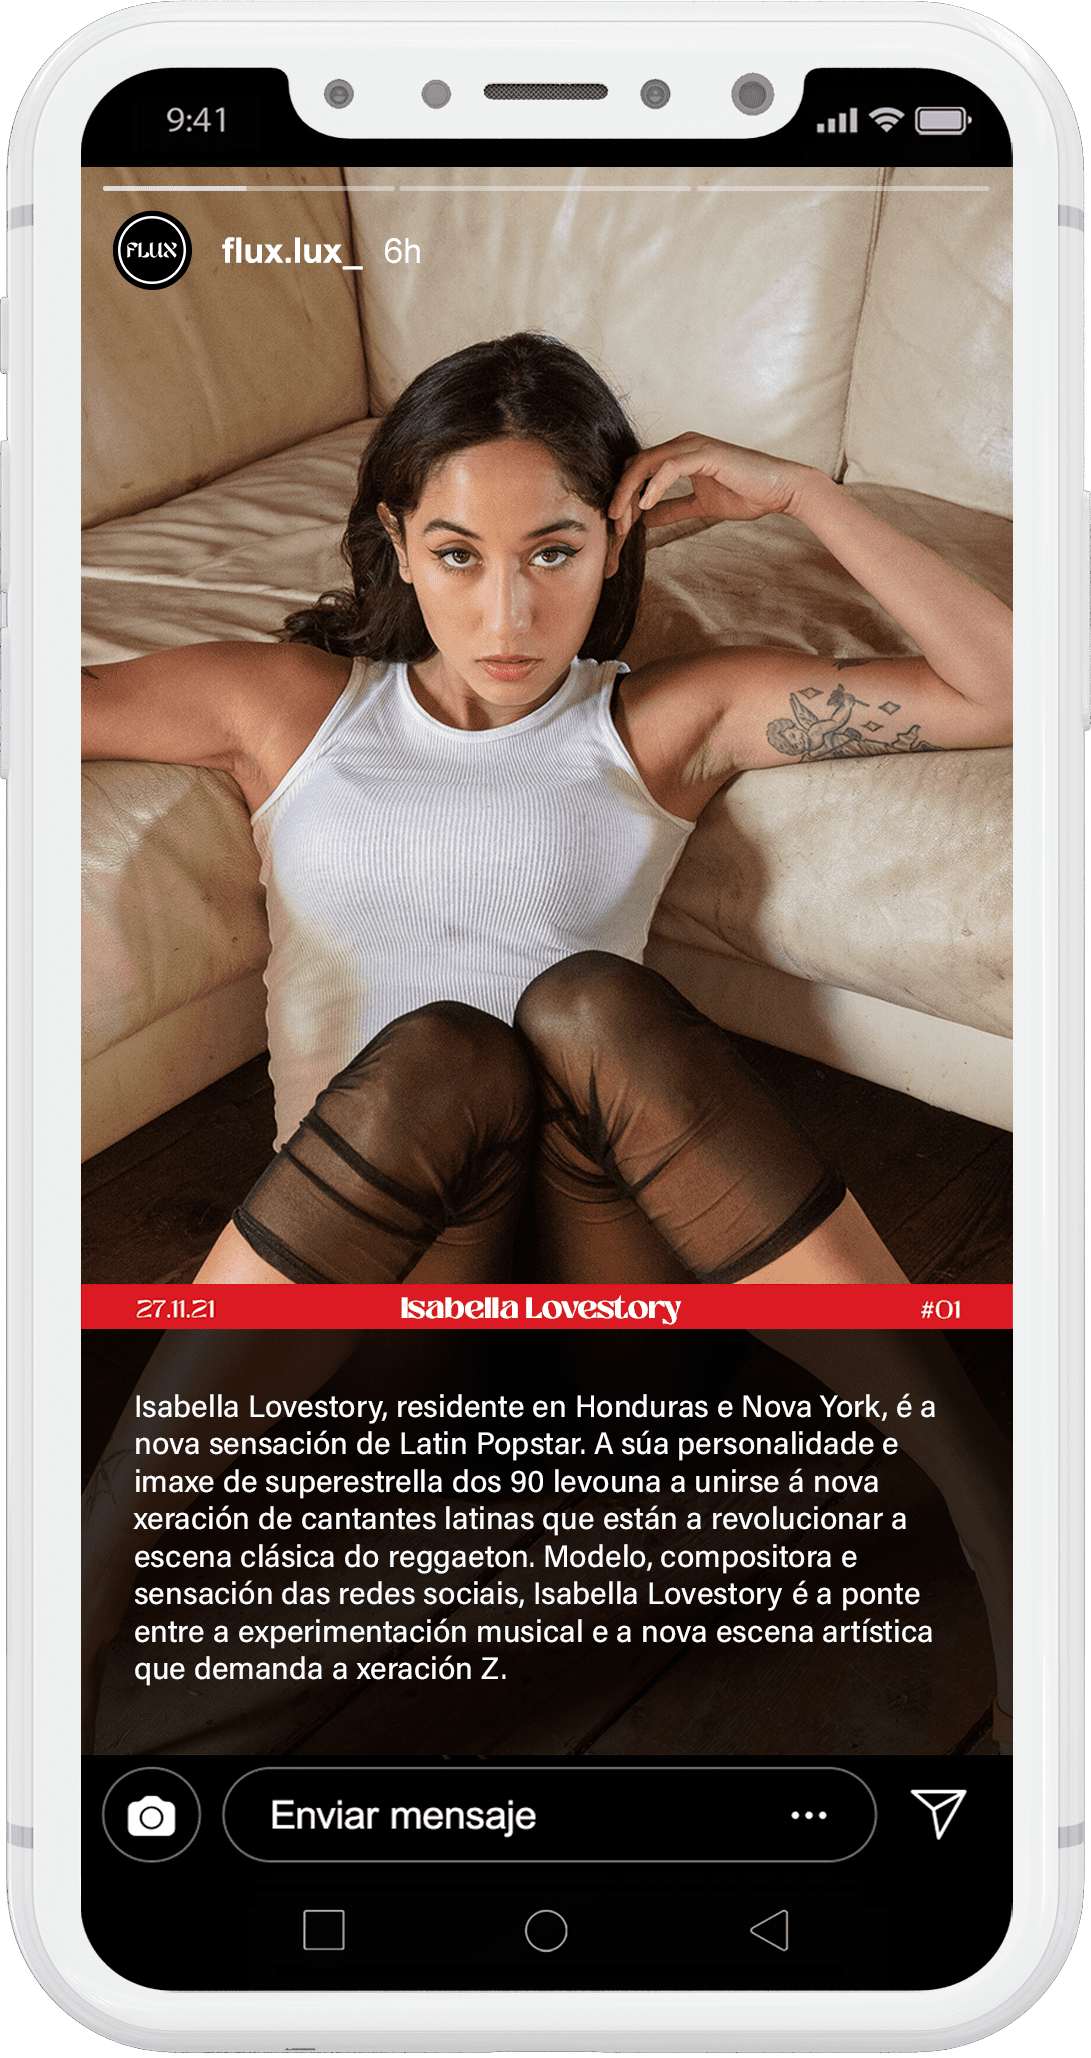 9:41
FLUX
flux.lux_ 6h
27.11.21 Isabella Lovestory #01
Isabella Lovestory, residente en Honduras e Nova York, é a
nova sensación de Latin Popstar. A súa personalidade e
imaxe de superestrella dos 90 levouna a unirse á nova
xeración de cantantes latinas que están a revolucionar a
escena clásica do reggaeton. Modelo, compositora e
sensación das redes sociais, Isabella Lovestory é a ponte
entre a experimentación musical e a nova escena artística
que demanda a xeración Z.
Enviar mensaje